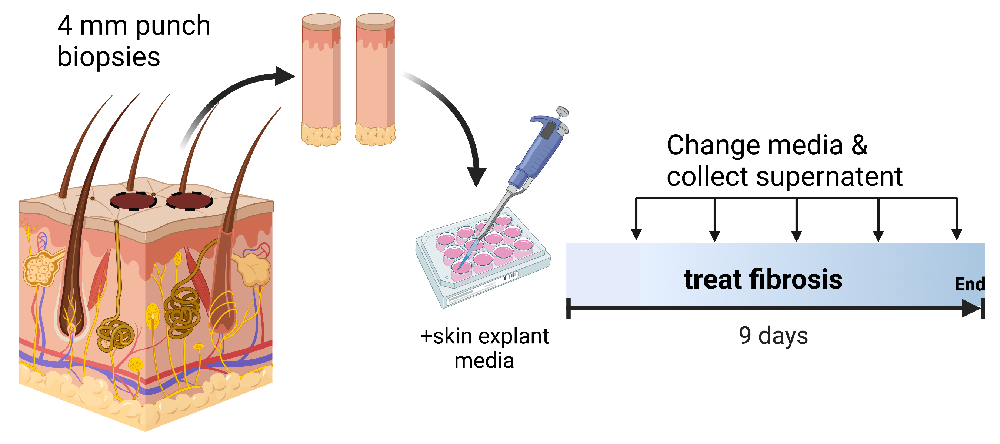 4 mm punch
biopsies
Change media &
collect supernatent
treat fibrosis
End
9 days
+skin explant
media